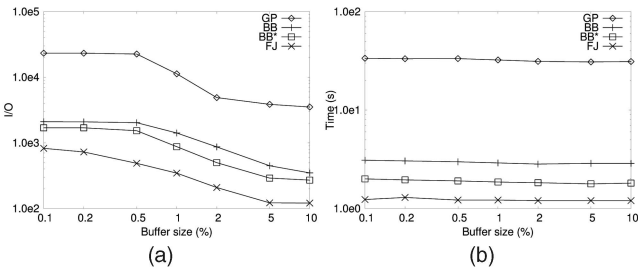 1.0e5
1.0e4
1.0e3
1.0e2
I/O
GP
BB
BB*
FJ
0.1 0.2 0.5 1 2 5 10
Buffer size (%)
(a)
1.0e2
1.0e1
1.0e0
Time (s)
GP
BB
BB*
FJ
0.1 0.2 0.5 1 2 5 10
Buffer size (%)
(b)